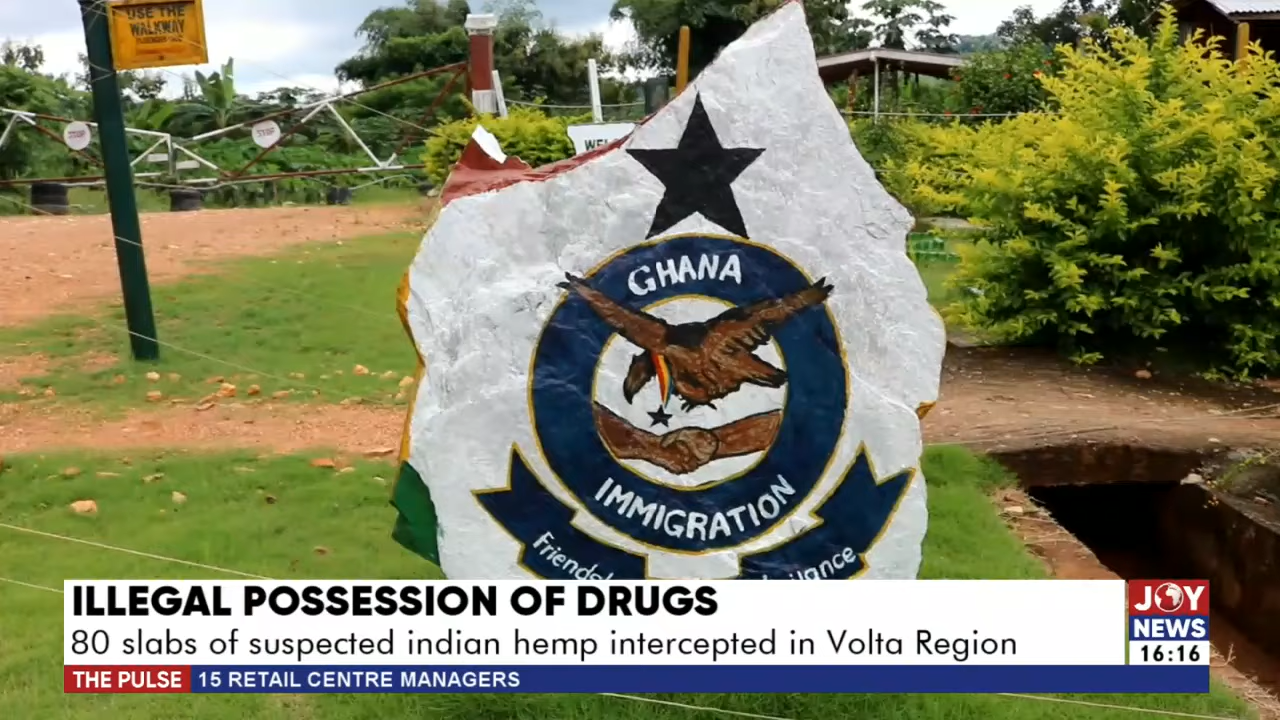 USE THE
WALKWAY
STOP
STOP
GHANA
IMMIGRATION
ILLEGAL POSSESSION OF DRUGS
80 slabs of suspected indian hemp intercepted in Volta Region
JOY
NEWS
16:16
THE PULSE
15 RETAIL CENTRE MANAGERS